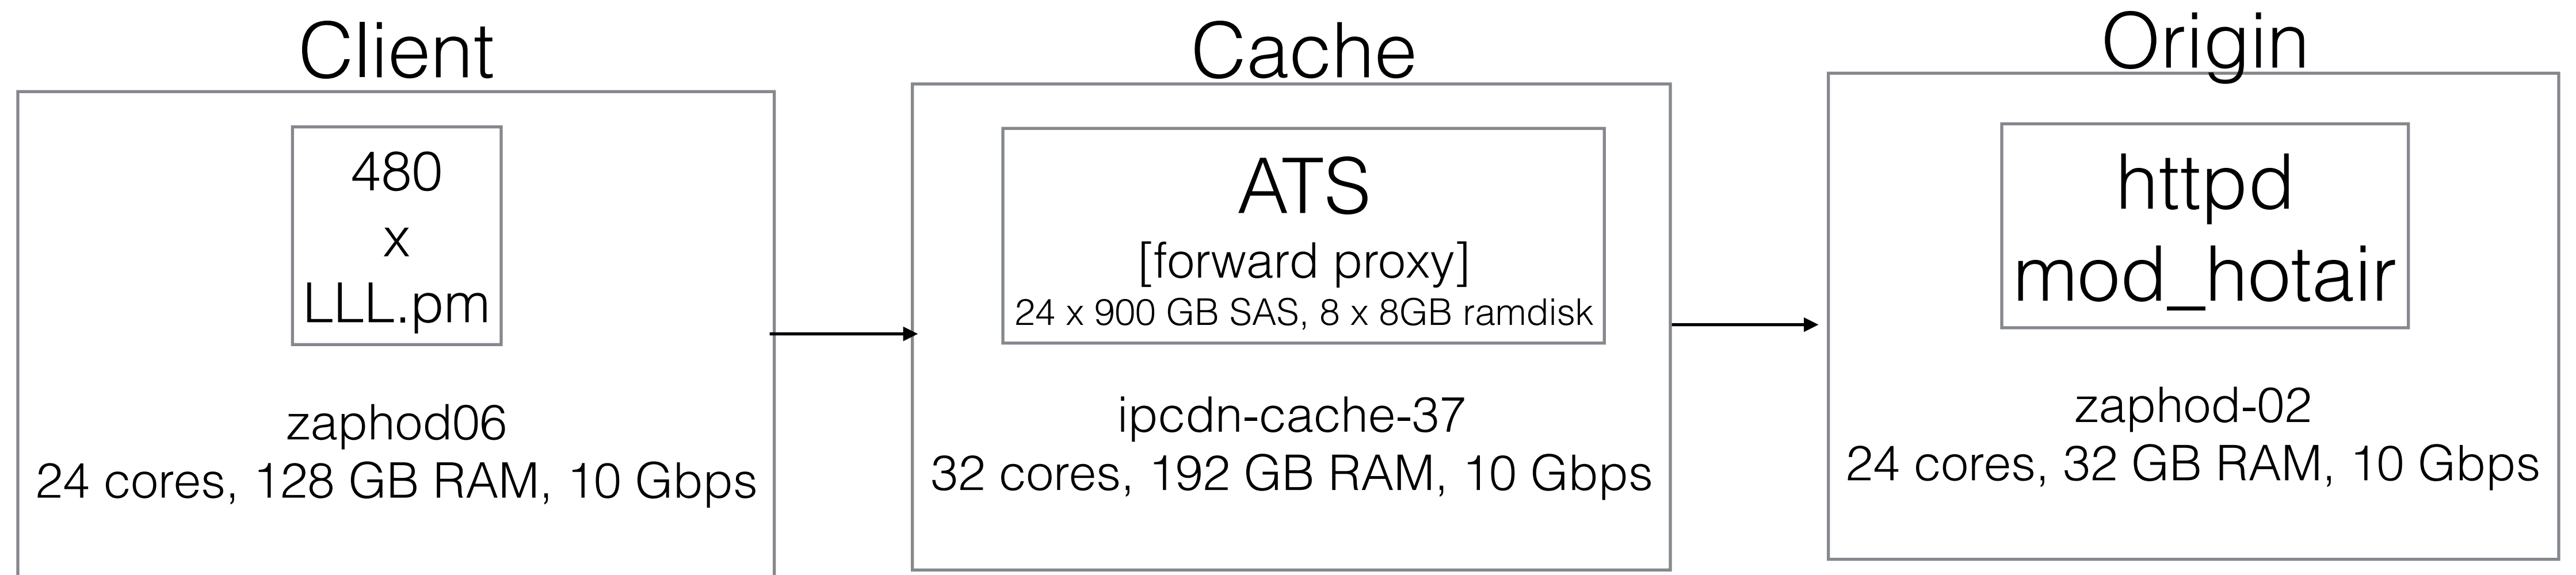 Client
480
x
LLL.pm
zaphod06
24 cores, 128 GB RAM, 10 Gbps
Cache
ATS
[forward proxy]
24 x 900 GB SAS, 8 x 8GB ramdisk
ipcdn-cache-37
32 cores, 192 GB RAM, 10 Gbps
Origin
httpd
mod_hotair
zaphod-02
24 cores, 32 GB RAM, 10 Gbps